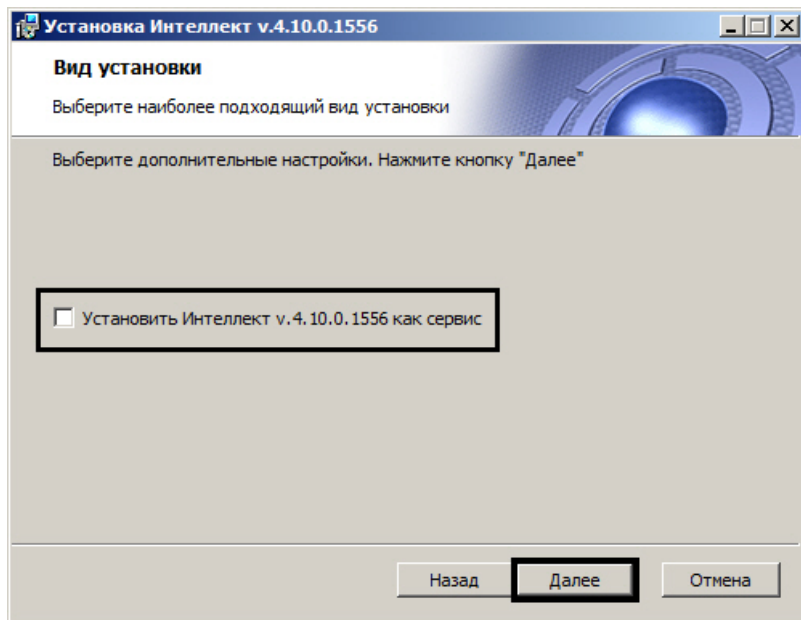 Установка Интеллект v.4.10.0.1556
Вид установки
Выберите наиболее подходящий вид установки
Выберите дополнительные настройки. Нажмите кнопку "Далее"
Установить Интеллект v.4.10.0.1556 как сервис
Назад Далее Отмена